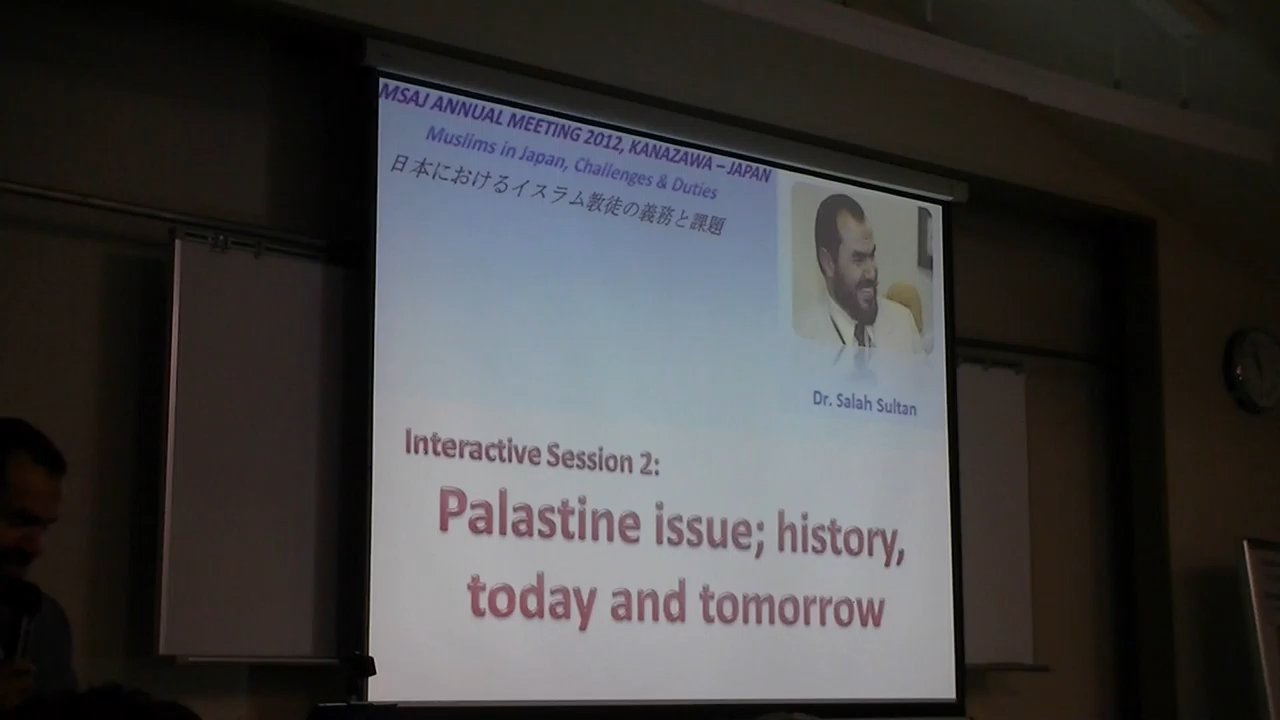 MSAJ ANNUAL MEETING 2012, KANAZAWA – JAPAN
Muslims in Japan, Challenges & Duties
日本におけるイスラム教徒の義務と課題
Dr. Salah Sultan
Interactive Session 2:
Palastine issue; history,
today and tomorrow